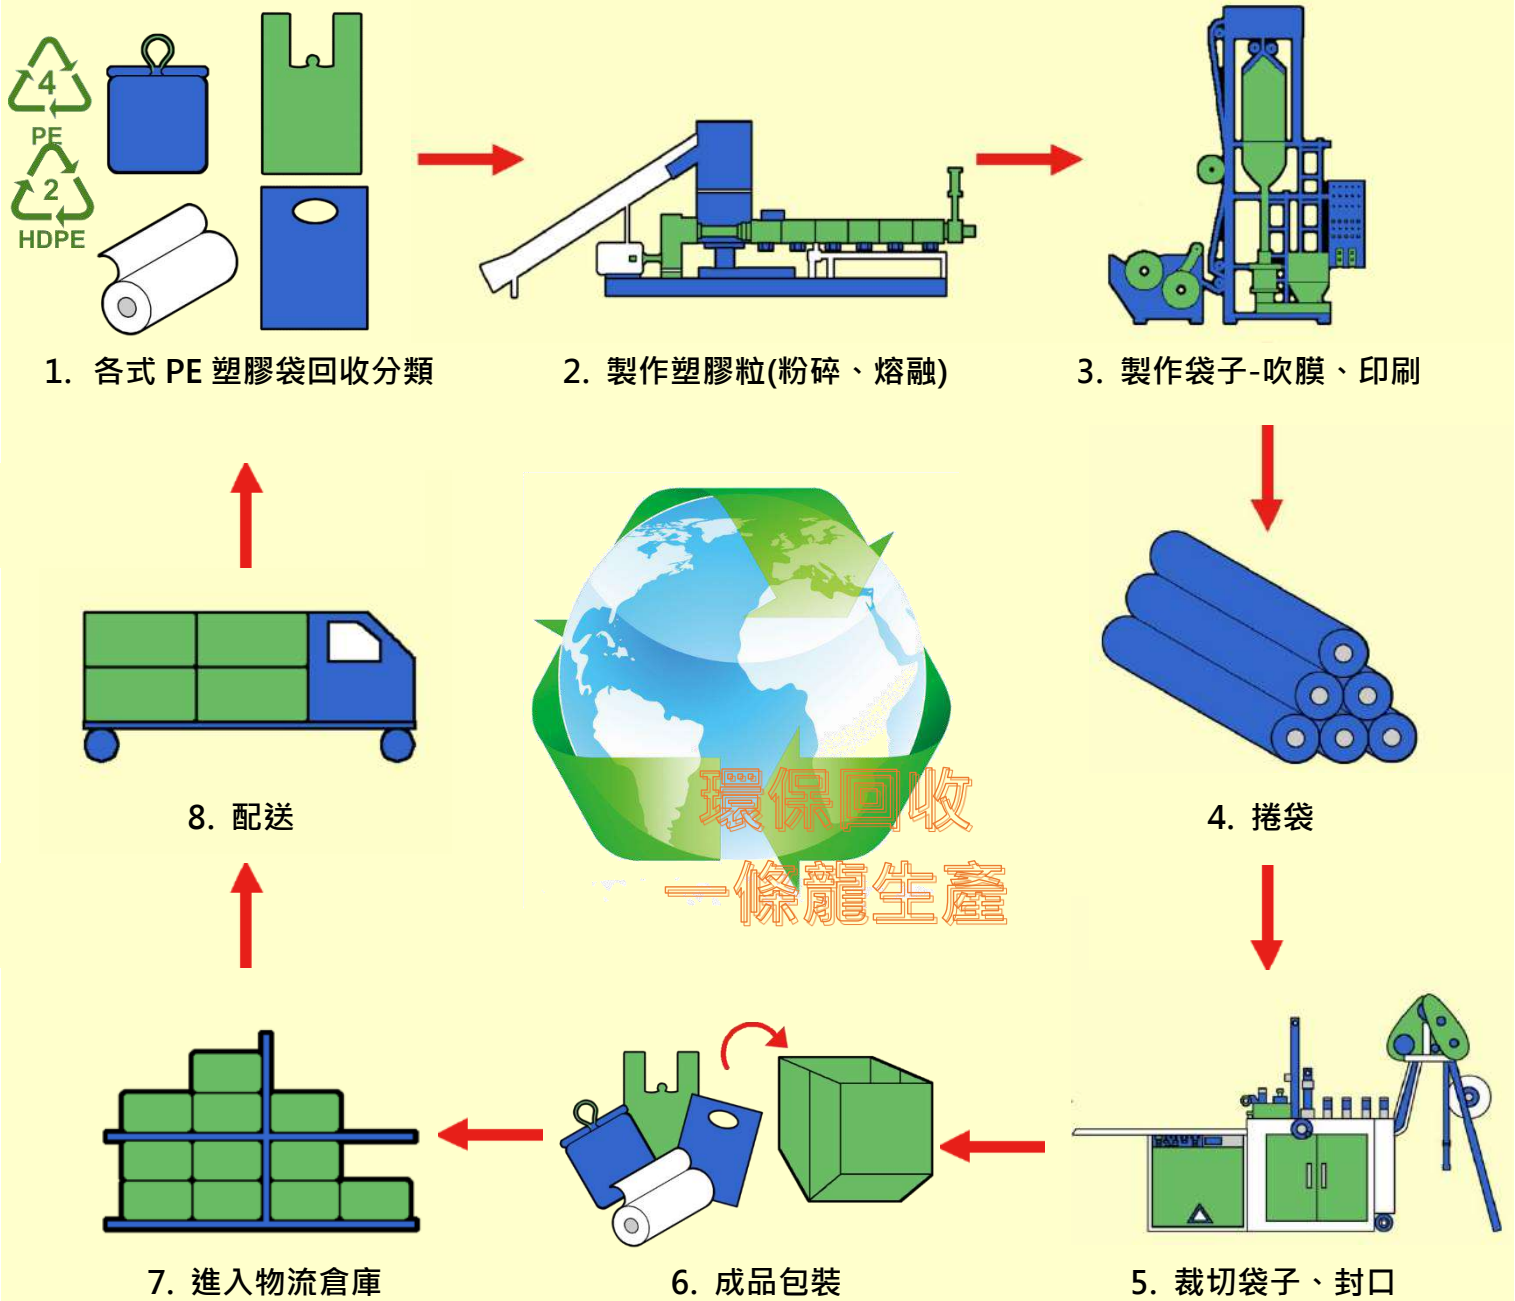 4
PE
2
HDPE
1. 各式 PE 塑膠袋回收分類
2. 製作塑膠粒(粉碎、熔融)
3. 製作袋子-吹膜、印刷
環保回收
一條龍生產
8. 配送
4. 捲袋
7. 進入物流倉庫
6. 成品包裝
5. 裁切袋子、封口